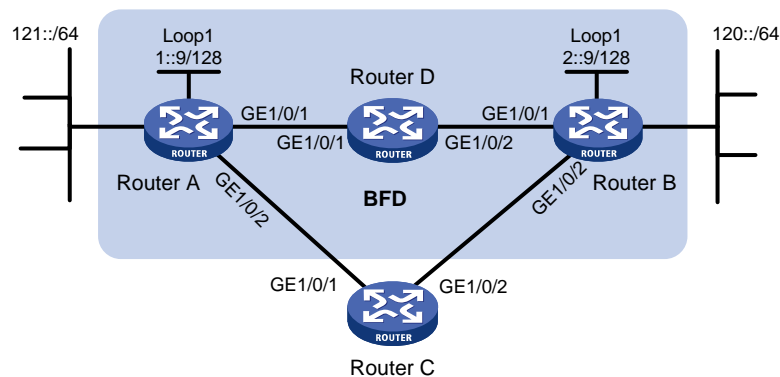 121::/64
Loop1
1::9/128
Loop1
2::9/128
120::/64
Router D
GE1/0/1
GE1/0/1
GE1/0/1
GE1/0/2
ROUTER
ROUTER
ROUTER
Router A
BFD
Router B
GE1/0/2
GE1/0/2
GE1/0/1
GE1/0/2
ROUTER
Router C